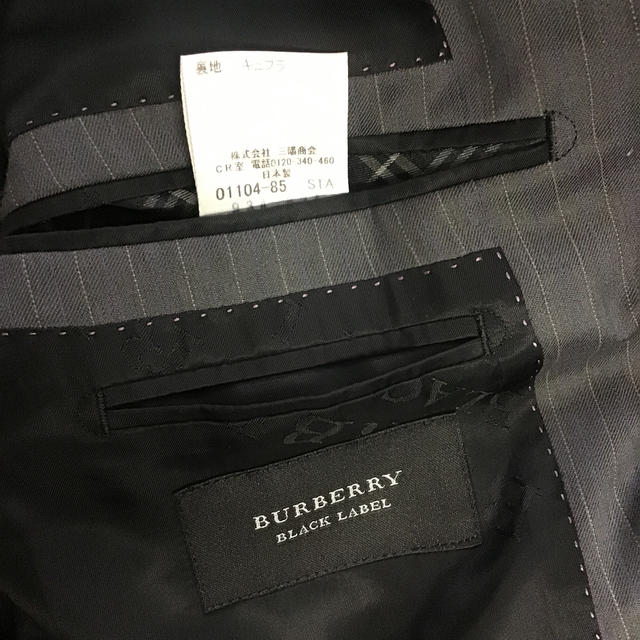 裏地 キュプラ
株式会社 三陽商会
CR室 電話0120-340-460
日本製
01104-85 S1A
BURBERRY
BLACK LABEL